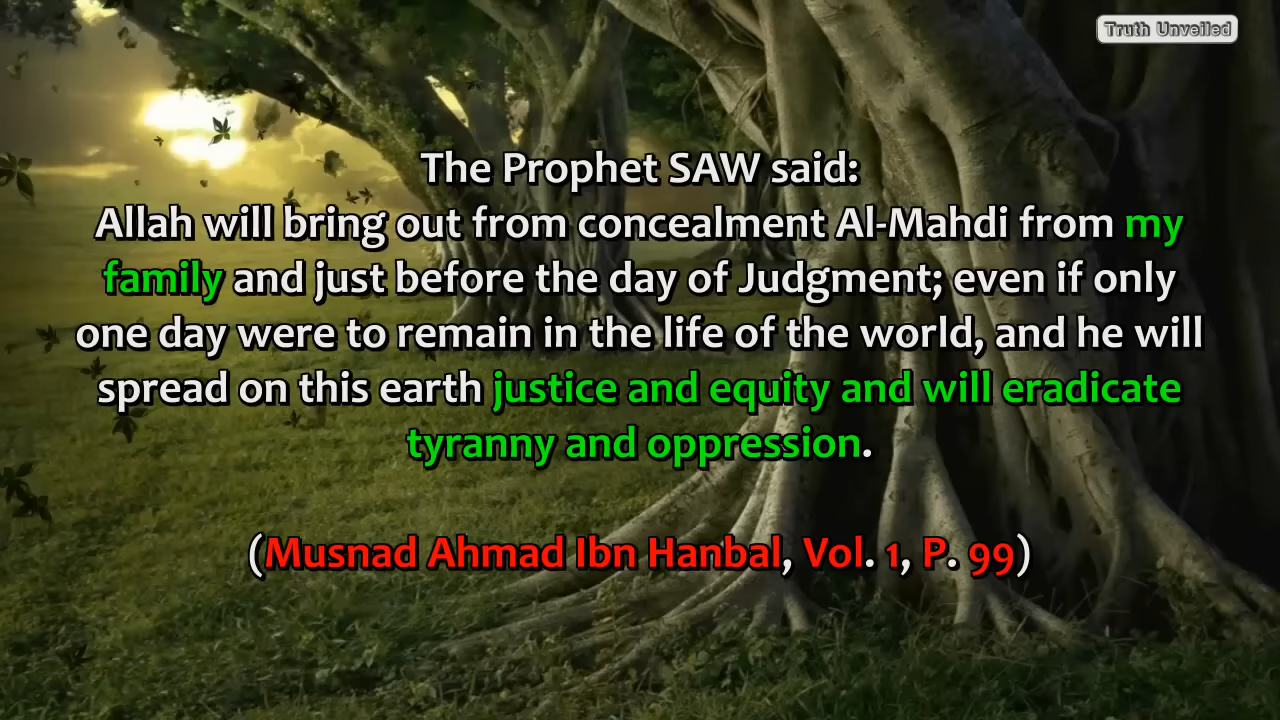 Truth Unveiled
The Prophet SAW said:
Allah will bring out from concealment Al-Mahdi from my
family and just before the day of Judgment; even if only
one day were to remain in the life of the world, and he will
spread on this earth justice and equity and will eradicate
tyranny and oppression.
(Musnad Ahmad Ibn Hanbal, Vol. 1, P. 99)